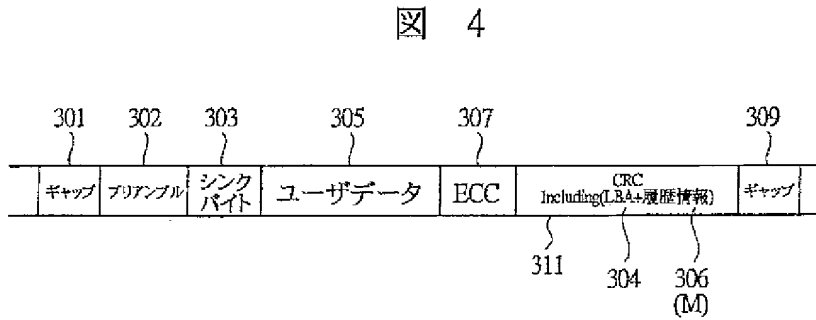 図 4
301 302 303 305 307 309
ギャップ プリアンブル シンク
バイト ユーザデータ ECC CRC
Including(LBA+履歴情報) ギャップ
311 304 306
(M)